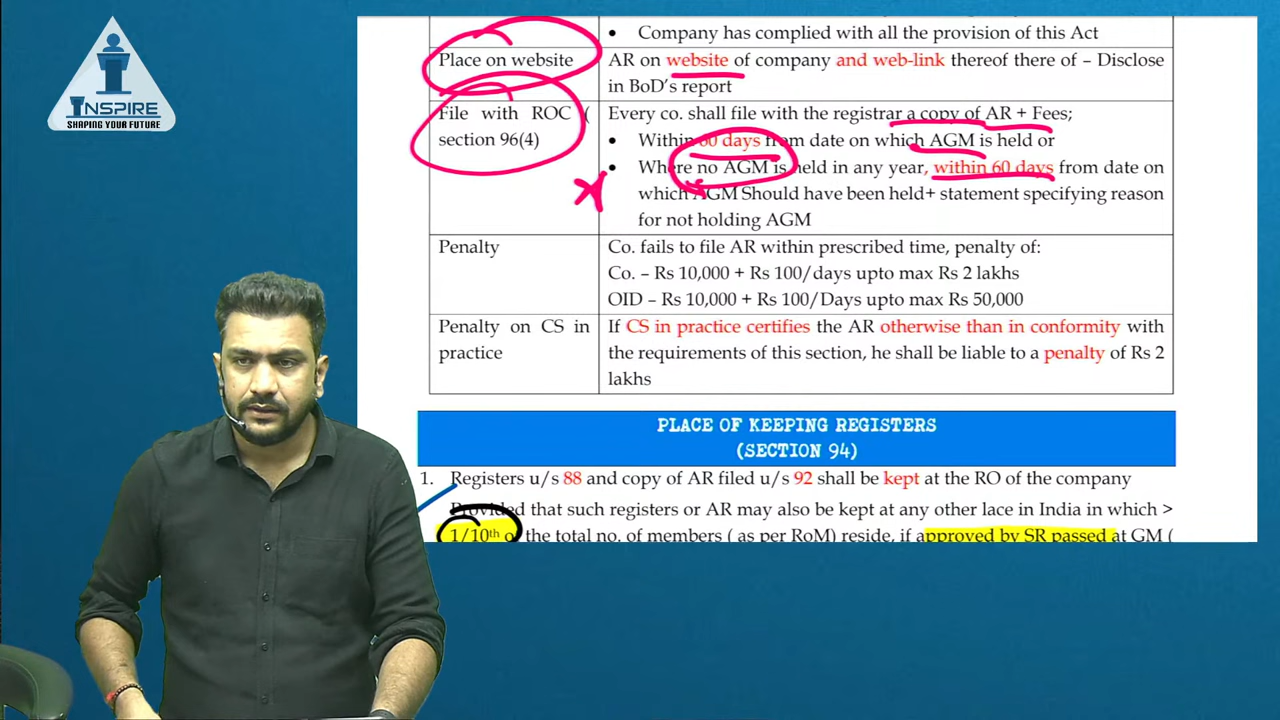 INSPIRE
SHAPING YOUR FUTURE
• Company has complied with all the provision of this Act
Place on website
AR on website of company and web-link thereof there of – Disclose
in BoD's report
File with ROC (
section 96(4)
Every co. shall file with the registrar a copy of AR + Fees;
• Within 60 days from date on which AGM is held or
• Where no AGM is held in any year, within 60 days from date on
which AGM Should have been held+ statement specifying reason
for not holding AGM
Penalty
Co. fails to file AR within prescribed time, penalty of:
Co. – Rs 10,000 + Rs 100/days upto max Rs 2 lakhs
OID – Rs 10,000 + Rs 100/Days upto max Rs 50,000
Penalty on CS in
practice
If CS in practice certifies the AR otherwise than in conformity with
the requirements of this section, he shall be liable to a penalty of Rs 2
lakhs
PLACE OF KEEPING REGISTERS
(SECTION 94)
1. Registers u/s 88 and copy of AR filed u/s 92 shall be kept at the RO of the company
Provided that such registers or AR may also be kept at any other lace in India in which >
1/10th of the total no. of members ( as per RoM) reside, if approved by SR passed at GM (